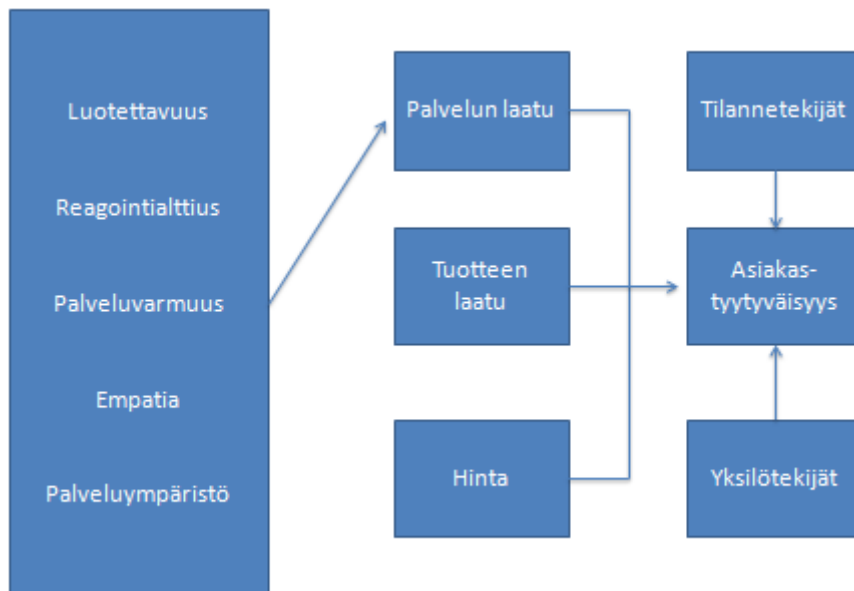 Luotettavuus
Reagointialttius
Palveluvarmuus
Empatia
Palveluympäristö
Palvelun laatu
Tuotteen
laatu
Hinta
Tilannetekijät
Asiakas-
tyytyväisyys
Yksilötekijät